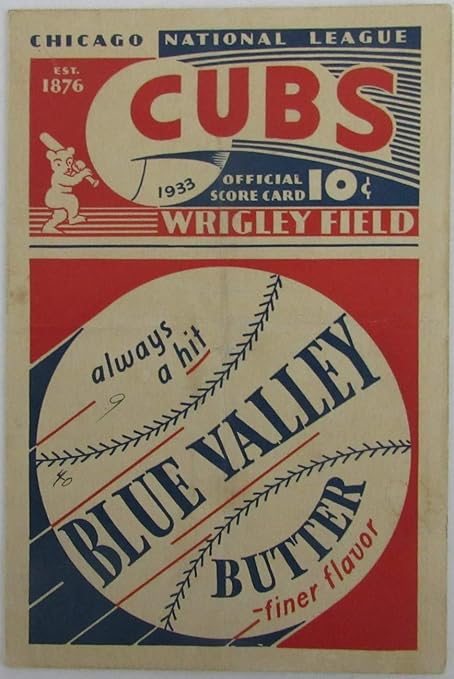 CHICAGO NATIONAL LEAGUE
EST.
1876
CUBS
1933
OFFICIAL
SCORE CARD 10¢
WRIGLEY FIELD
always
a hit
9
BLUE VALLEY
BUTTER
-finer flavor